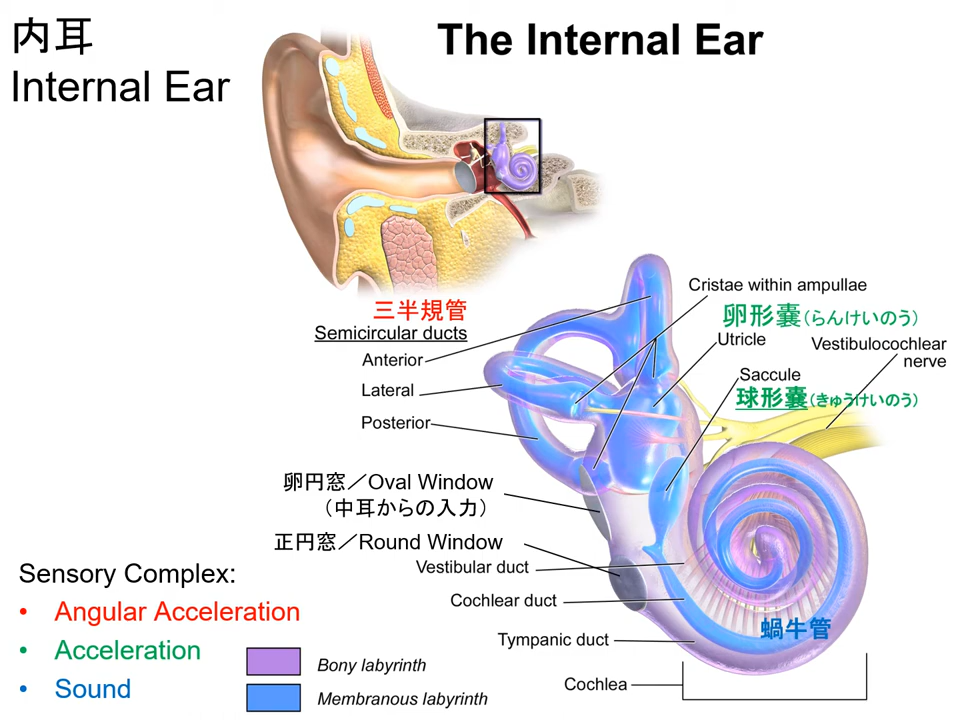 内耳
Internal Ear
The Internal Ear
三半規管
Semicircular ducts
Anterior
Lateral
Posterior
Cristae within ampullae
卵形嚢(らんけいのう)
Utricle
Vestibulocochlear
nerve
Saccule
球形嚢(きゅうけいのう)
卵円窓/Oval Window
(中耳からの入力)
正円窓/Round Window
Vestibular duct
Cochlear duct
Tympanic duct
Cochlea
蝸牛管
Sensory Complex:
• Angular Acceleration
• Acceleration
• Sound
Bony labyrinth
Membranous labyrinth